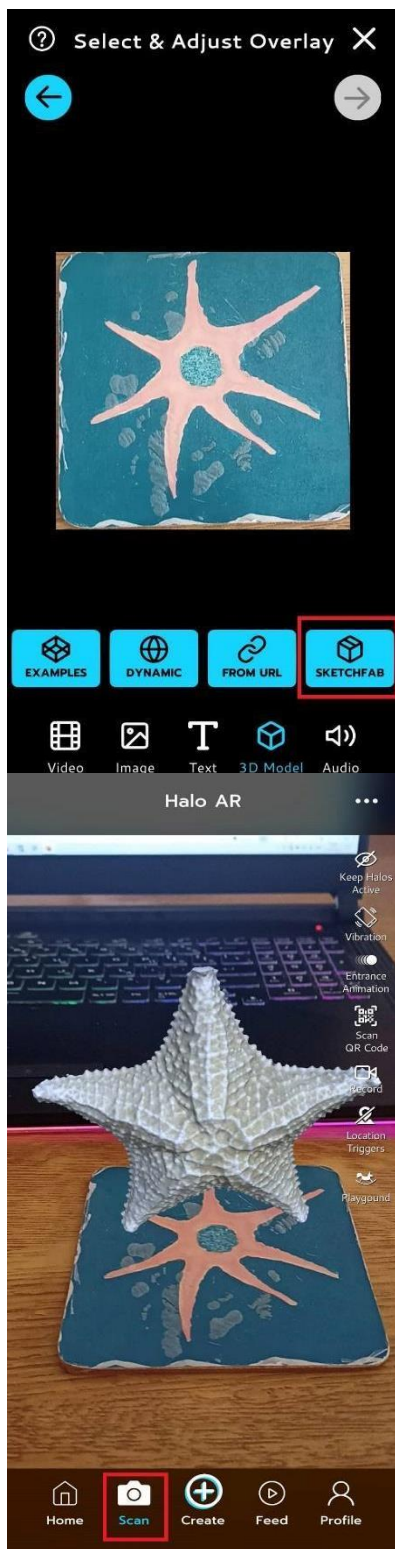 Select & Adjust Overlay
EXAMPLES
DYNAMIC
FROM URL
SKETCHFAB
Video
Image
Text
3D Model
Audio
Halo AR
Keep Halos
Active
Vibration
Entrance
Animation
Scan
QR Code
Record
Location
Triggers
Playgound
Home
Scan
Create
Feed
Profile